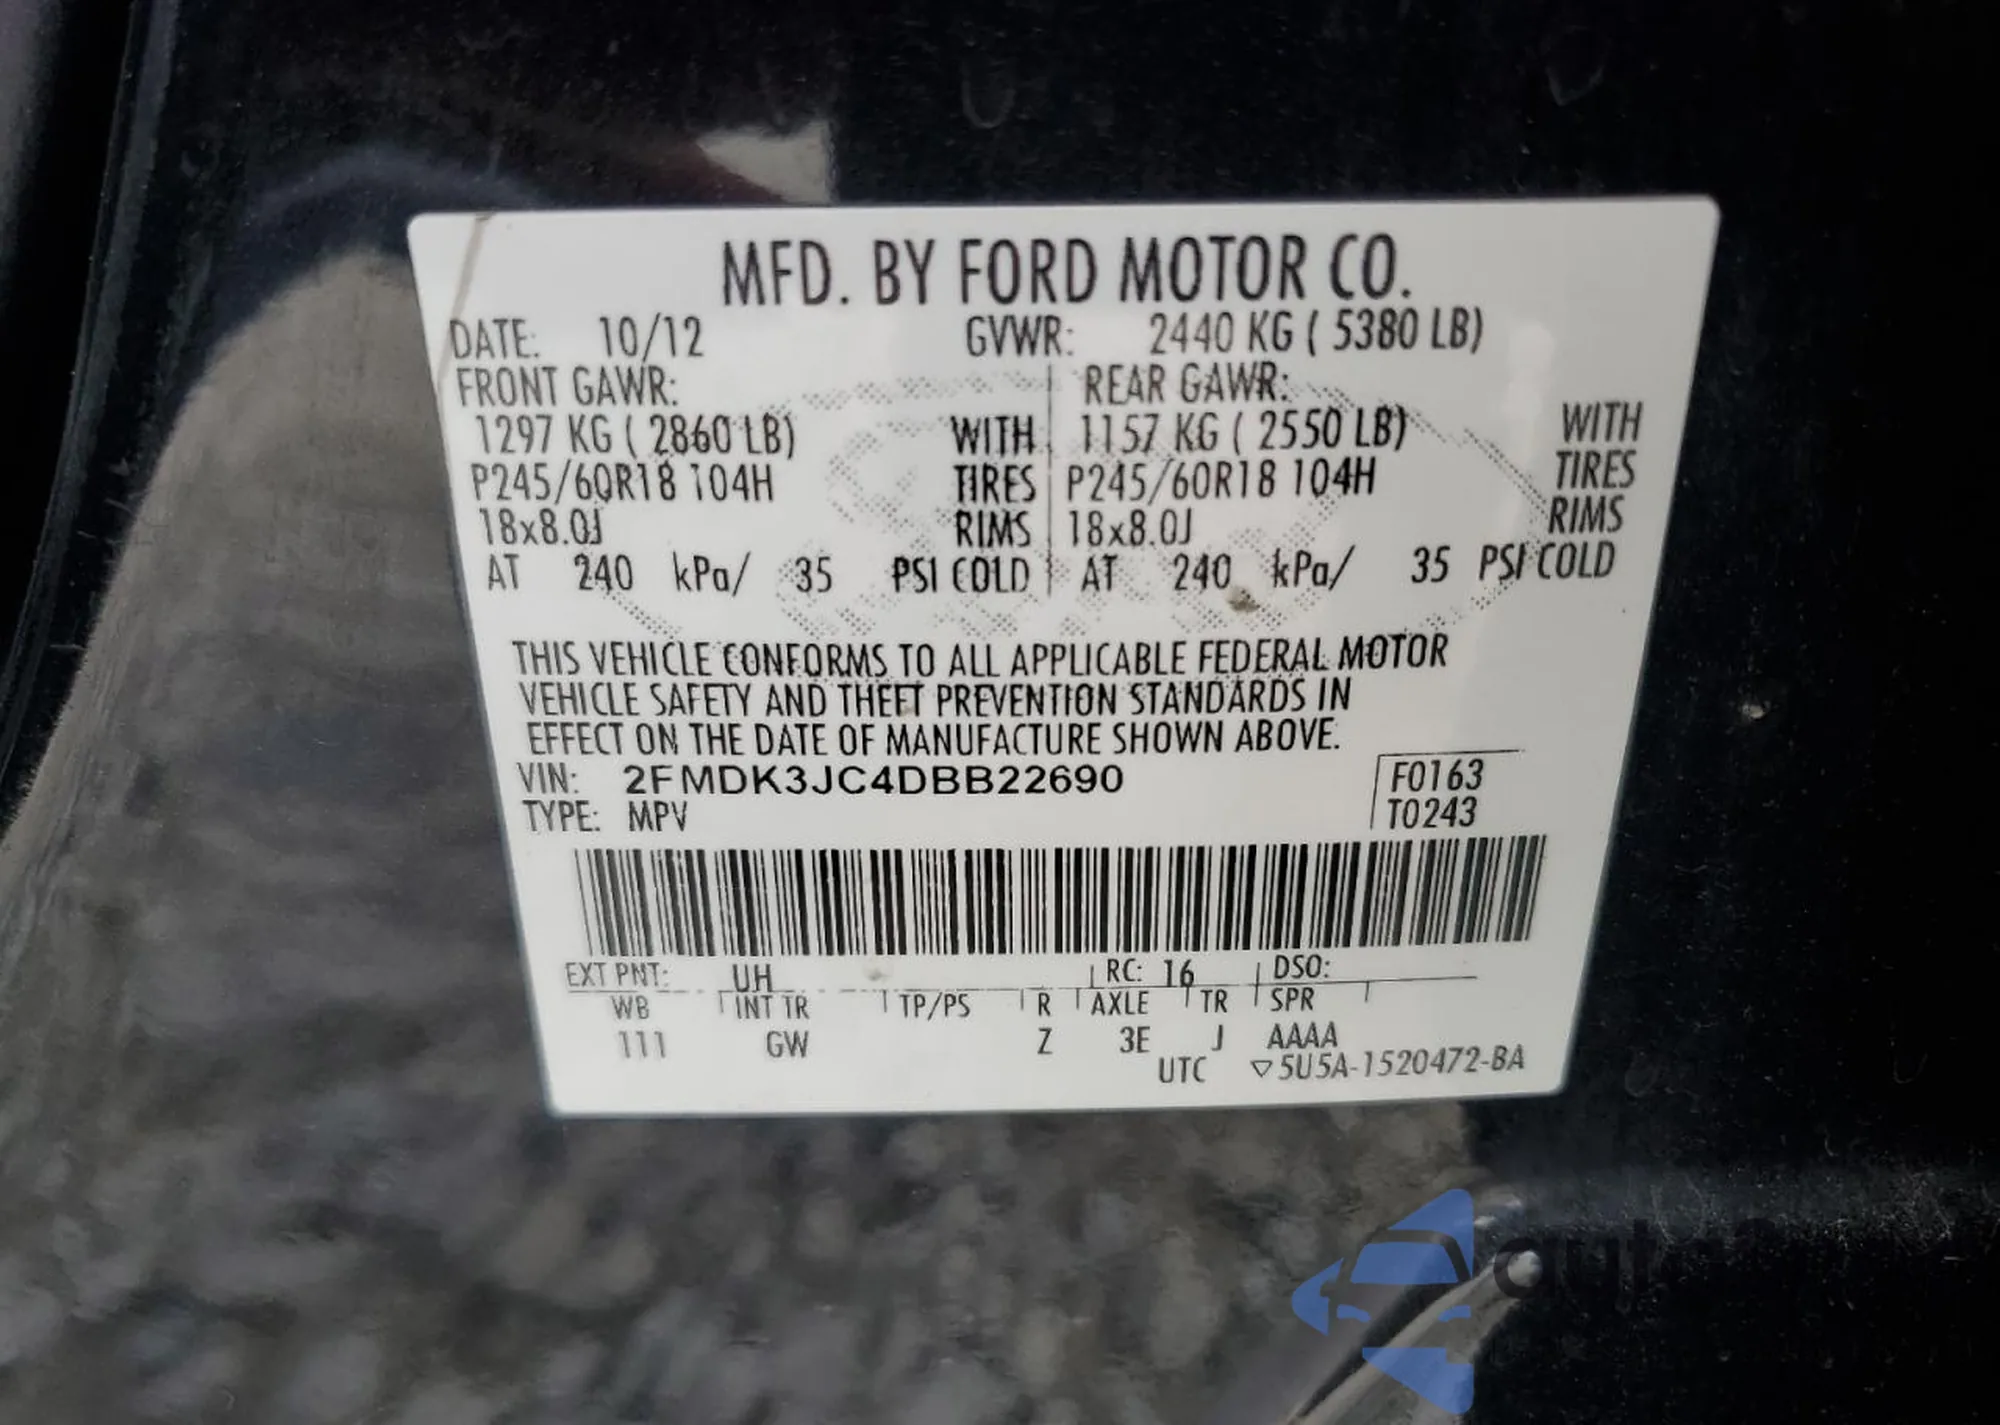 MFD. BY FORD MOTOR CO.
DATE: 10/12 GVWR: 2440 KG ( 5380 LB)
FRONT GAWR: REAR GAWR:
1297 KG ( 2860 LB) WITH 1157 KG ( 2550 LB) WITH
P245/60R18 104H TIRES P245/60R18 104H TIRES
18x8.0J RIMS 18x8.0J RIMS
AT 240 kPa/ 35 PSI COLD AT 240 kPa/ 35 PSI COLD
THIS VEHICLE CONFORMS TO ALL APPLICABLE FEDERAL MOTOR
VEHICLE SAFETY AND THEFT PREVENTION STANDARDS IN
EFFECT ON THE DATE OF MANUFACTURE SHOWN ABOVE.
VIN: 2FMDK3JC4DBB22690 F0163
TYPE: MPV T0243
EXT PNT: UH RC: 16 DSO:
WB INT TR TP/PS R AXLE TR SPR
111 GW Z 3E J AAAA
UTC ▽5U5A-1520472-BA